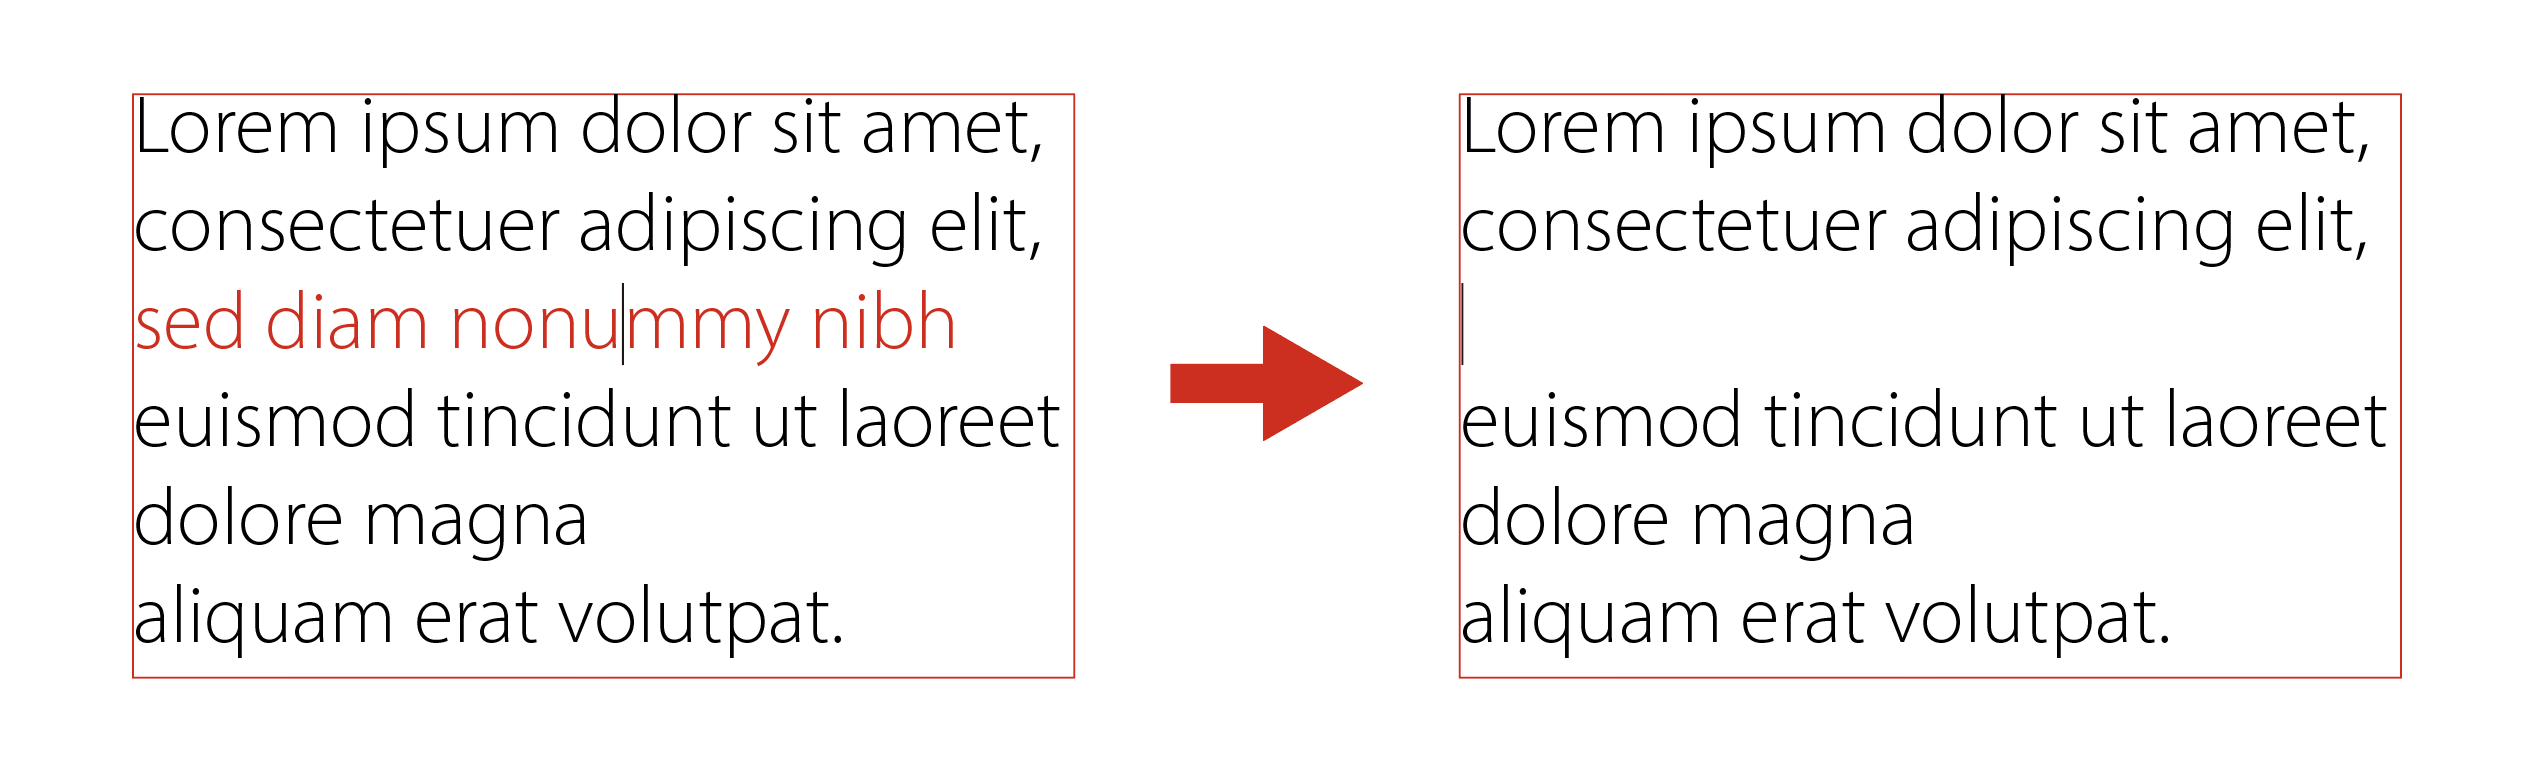 Lorem ipsum dolor sit amet,
consectetuer adipiscing elit,
sed diam nonummy nibh
euismod tincidunt ut laoreet
dolore magna
aliquam erat volutpat.
Lorem ipsum dolor sit amet,
consectetuer adipiscing elit,
euismod tincidunt ut laoreet
dolore magna
aliquam erat volutpat.